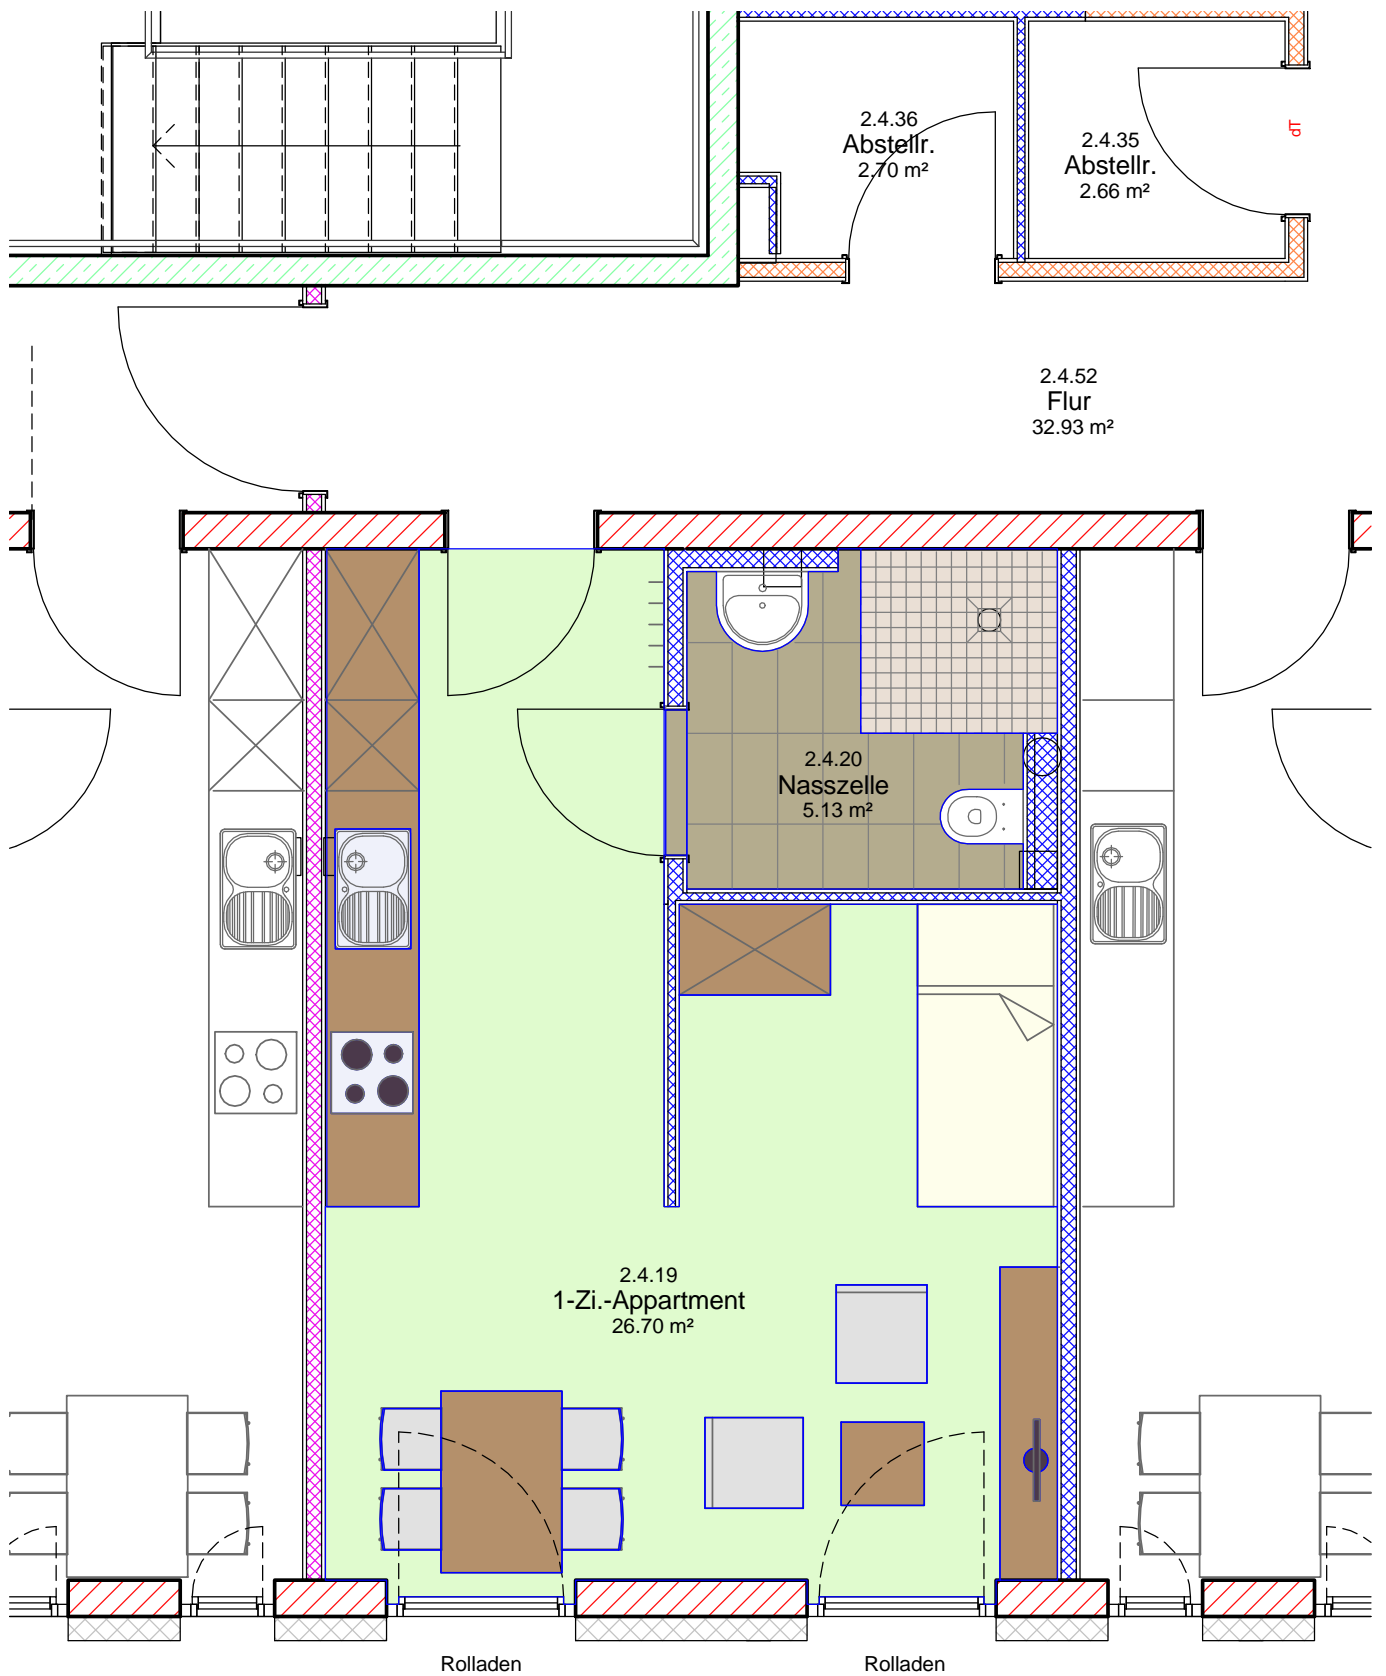 2.4.36
Abstellr.
2.70 m²
2.4.35
Abstellr.
2.66 m²
dT
2.4.52
Flur
32.93 m²
2.4.20
Nasszelle
5.13 m²
2.4.19
1-Zi.-Appartment
26.70 m²
Rolladen
Rolladen